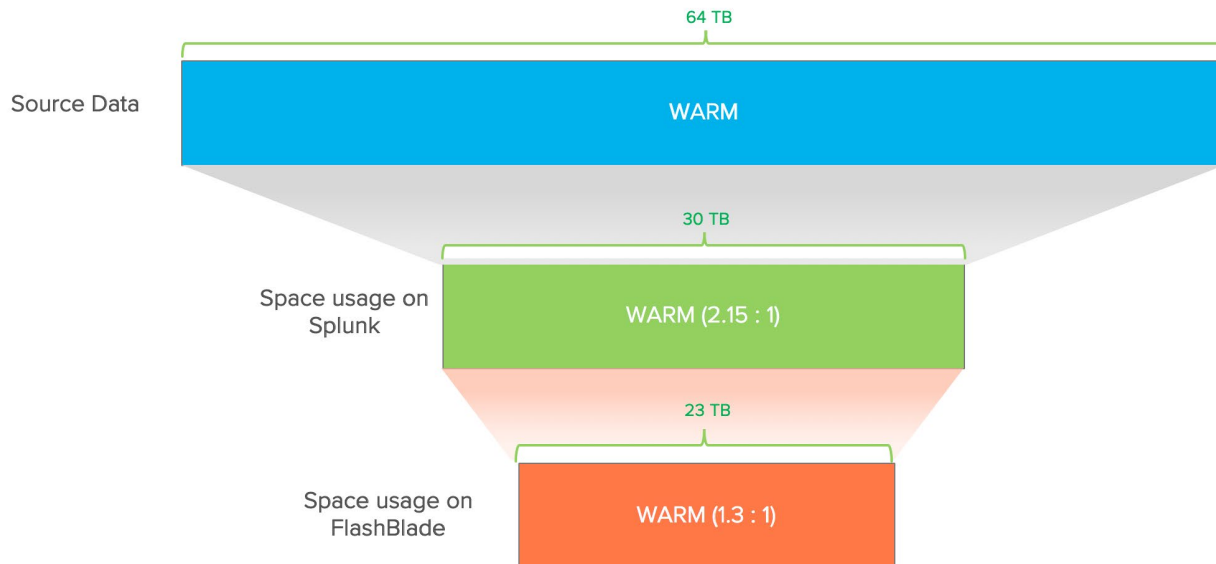 64 TB
Source Data
WARM
30 TB
Space usage on
Splunk
WARM (2.15 : 1)
23 TB
Space usage on
FlashBlade
WARM (1.3 : 1)